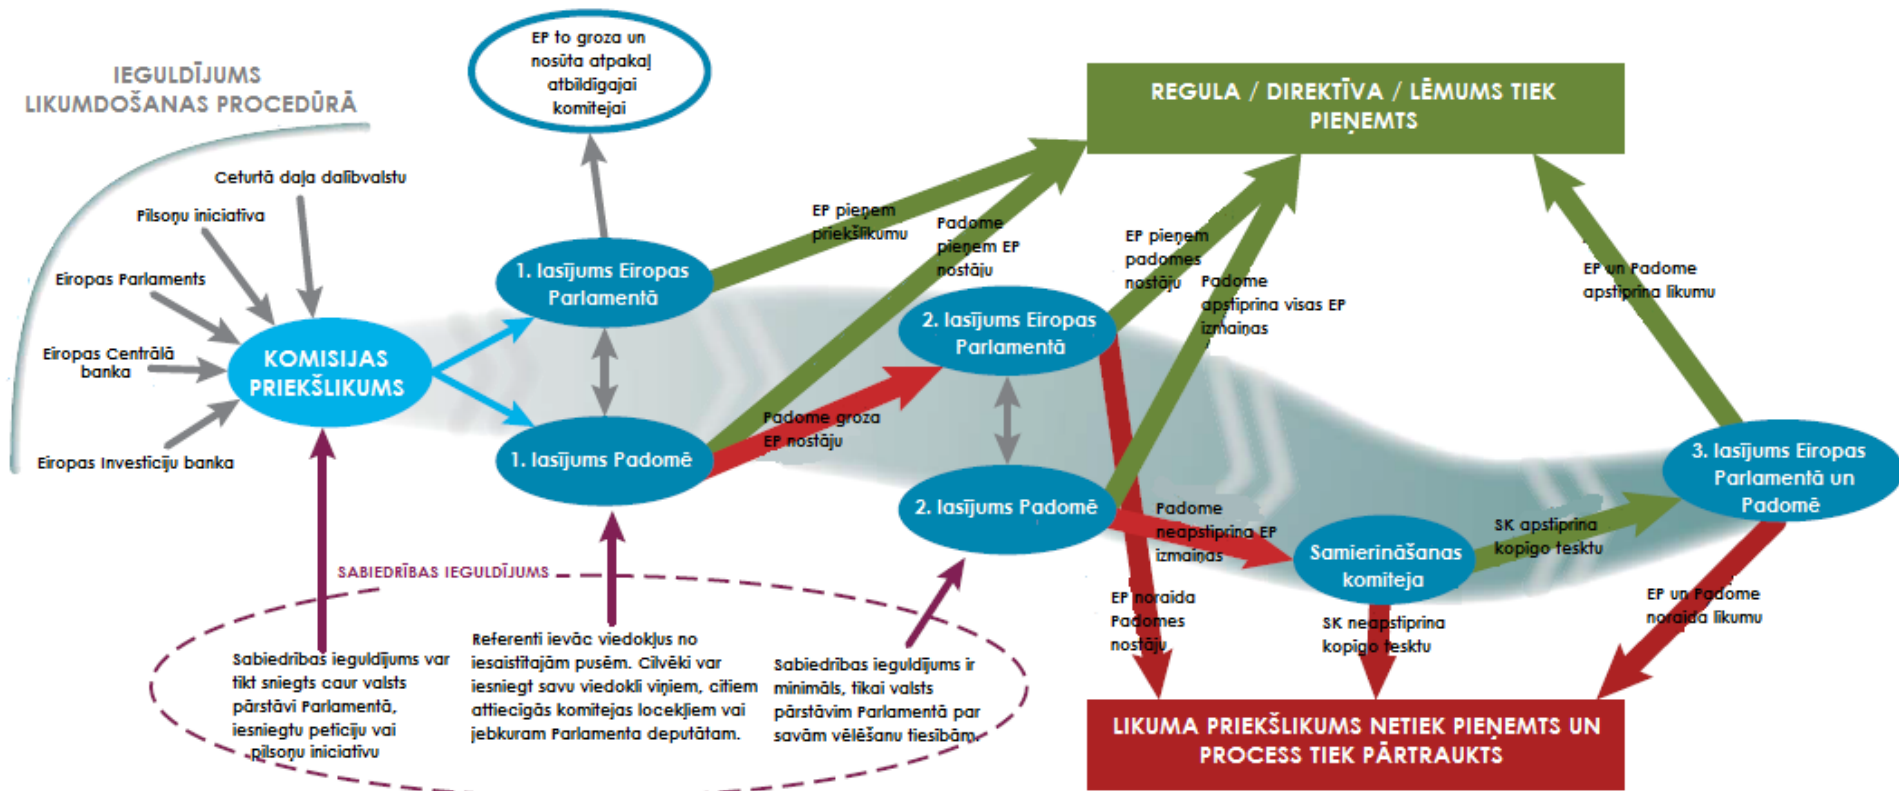 IEGULDĪJUMS
LIKUMDOŠANAS PROCEDŪRĀ
EP to groza un
nosūta atpakaļ
atbildīgajai
komitejai
REGULA / DIREKTĪVA / LĒMUMS TIEK
PIEŅEMTS
Ceturtā daļa dalībvalstu
Pilsoņu iniciatīva
Eiropas Parlaments
Eiropas Centrālā
banka
Eiropas Investīciju banka
KOMISIJAS
PRIEKŠLIKUMS
1. lasījums Eiropas
Parlamentā
1. lasījums Padomē
EP pieņem
priekšlikumu
Padome
pieņem EP
nostāju
Padome groza
EP nostāju
2. lasījums Eiropas
Parlamentā
2. lasījums Padomē
EP pieņem
padomes
nostāju
Padome
apstiprina visas EP
izmaiņas
EP un Padome
apstiprina likumu
Padome
neapstiprina EP
izmaiņas
Samierināšanas
komiteja
SK apstiprina
kopīgo tesktu
3. lasījums Eiropas
Parlamentā un
Padomē
EP noraida
Padomes
nostāju
SK neapstiprina
kopīgo tesktu
EP un Padome
noraida likumu
SABIEDRĪBAS IEGULDĪJUMS
Sabiedrības ieguldījums var
tikt sniegts caur valsts
pārstāvi Parlamentā,
iesniegtu petīciju vai
pilsoņu iniciatīvu
Referenti ievāc viedokļus no
iesaistītajām pusēm. Cilvēki var
iesniegt savu viedokli viņiem, citiem
attiecīgās komitejas locekļiem vai
jebkuram Parlamenta deputātam.
Sabiedrības ieguldījums ir
minimāls, tikai valsts
pārstāvim Parlamentā par
savām vēlēšanu tiesībām.
LIKUMA PRIEKŠLIKUMS NETIEK PIEŅEMTS UN
PROCESS TIEK PĀRTRAUKTS